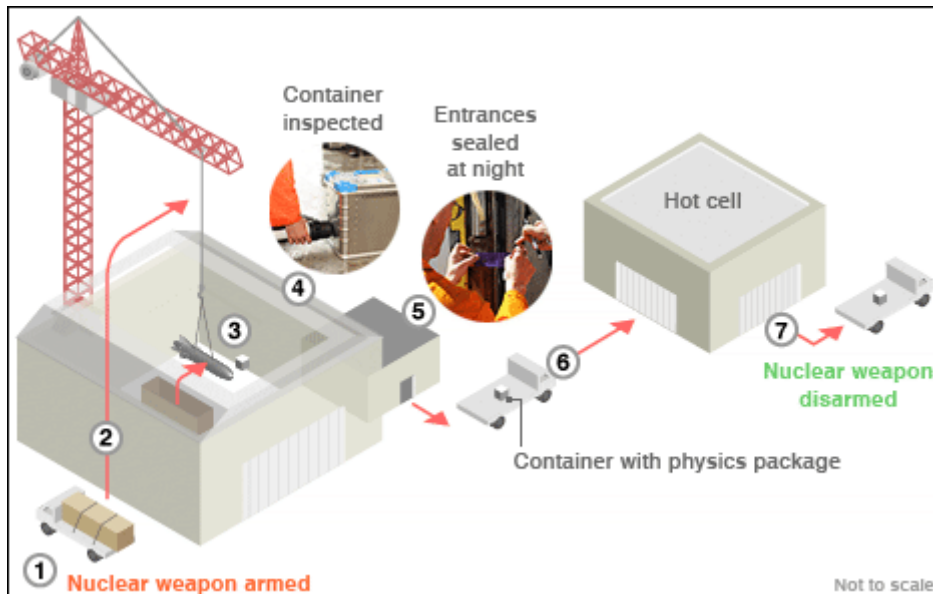 Container
inspected
Entrances
sealed
at night
Hot cell
4
5
3
6
7
Nuclear weapon
disarmed
2
Container with physics package
1
Nuclear weapon armed
Not to scale